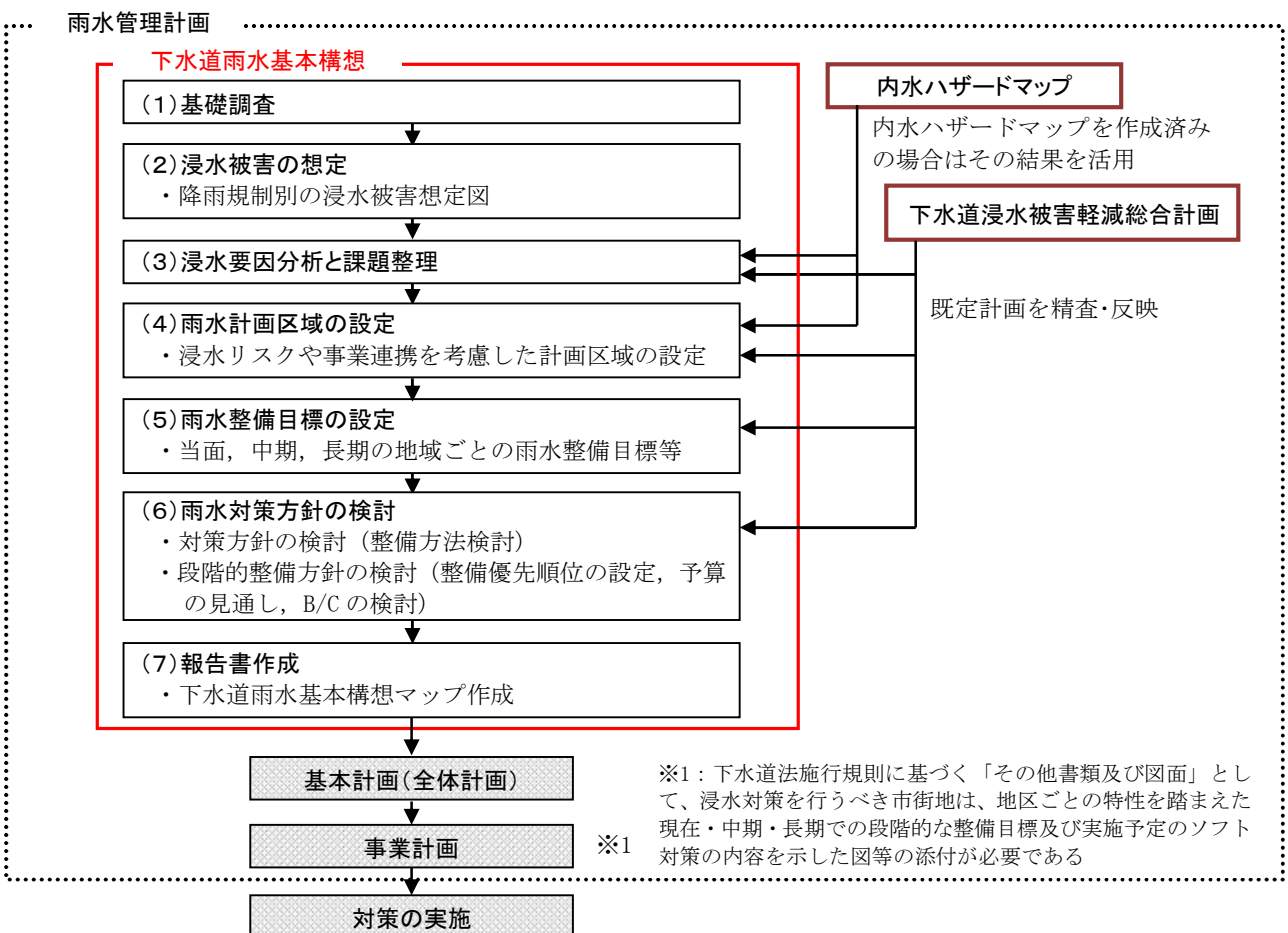 雨水管理計画
下水道雨水基本構想
(1)基礎調査
(2)浸水被害の想定
・降雨規制別の浸水被害想定図
(3)浸水要因分析と課題整理
(4)雨水計画区域の設定
・浸水リスクや事業連携を考慮した計画区域の設定
(5)雨水整備目標の設定
・当面，中期，長期の地域ごとの雨水整備目標等
(6)雨水対策方針の検討
・対策方針の検討（整備方法検討）
・段階的整備方針の検討（整備優先順位の設定，予算
の見通し，B/C の検討）
(7)報告書作成
・下水道雨水基本構想マップ作成
内水ハザードマップ
内水ハザードマップを作成済み
の場合はその結果を活用
下水道浸水被害軽減総合計画
既定計画を精査・反映
基本計画(全体計画)
事業計画
※1
※1：下水道法施行規則に基づく「その他書類及び図面」とし
て、浸水対策を行うべき市街地は、地区ごとの特性を踏まえた
現在・中期・長期での段階的な整備目標及び実施予定のソフト
対策の内容を示した図等の添付が必要である
対策の実施